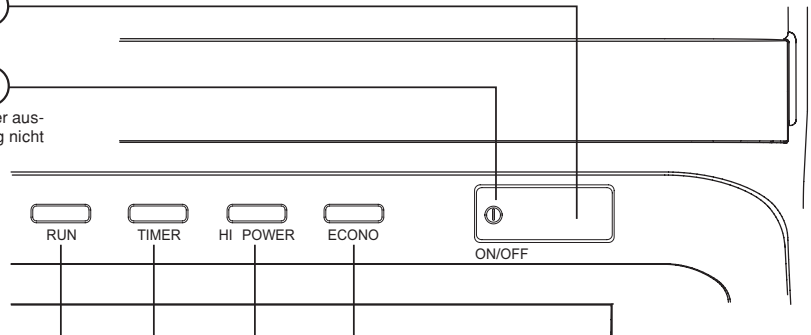 er aus-
g nicht
RUN
TIMER
HI POWER
ECONO
ON/OFF